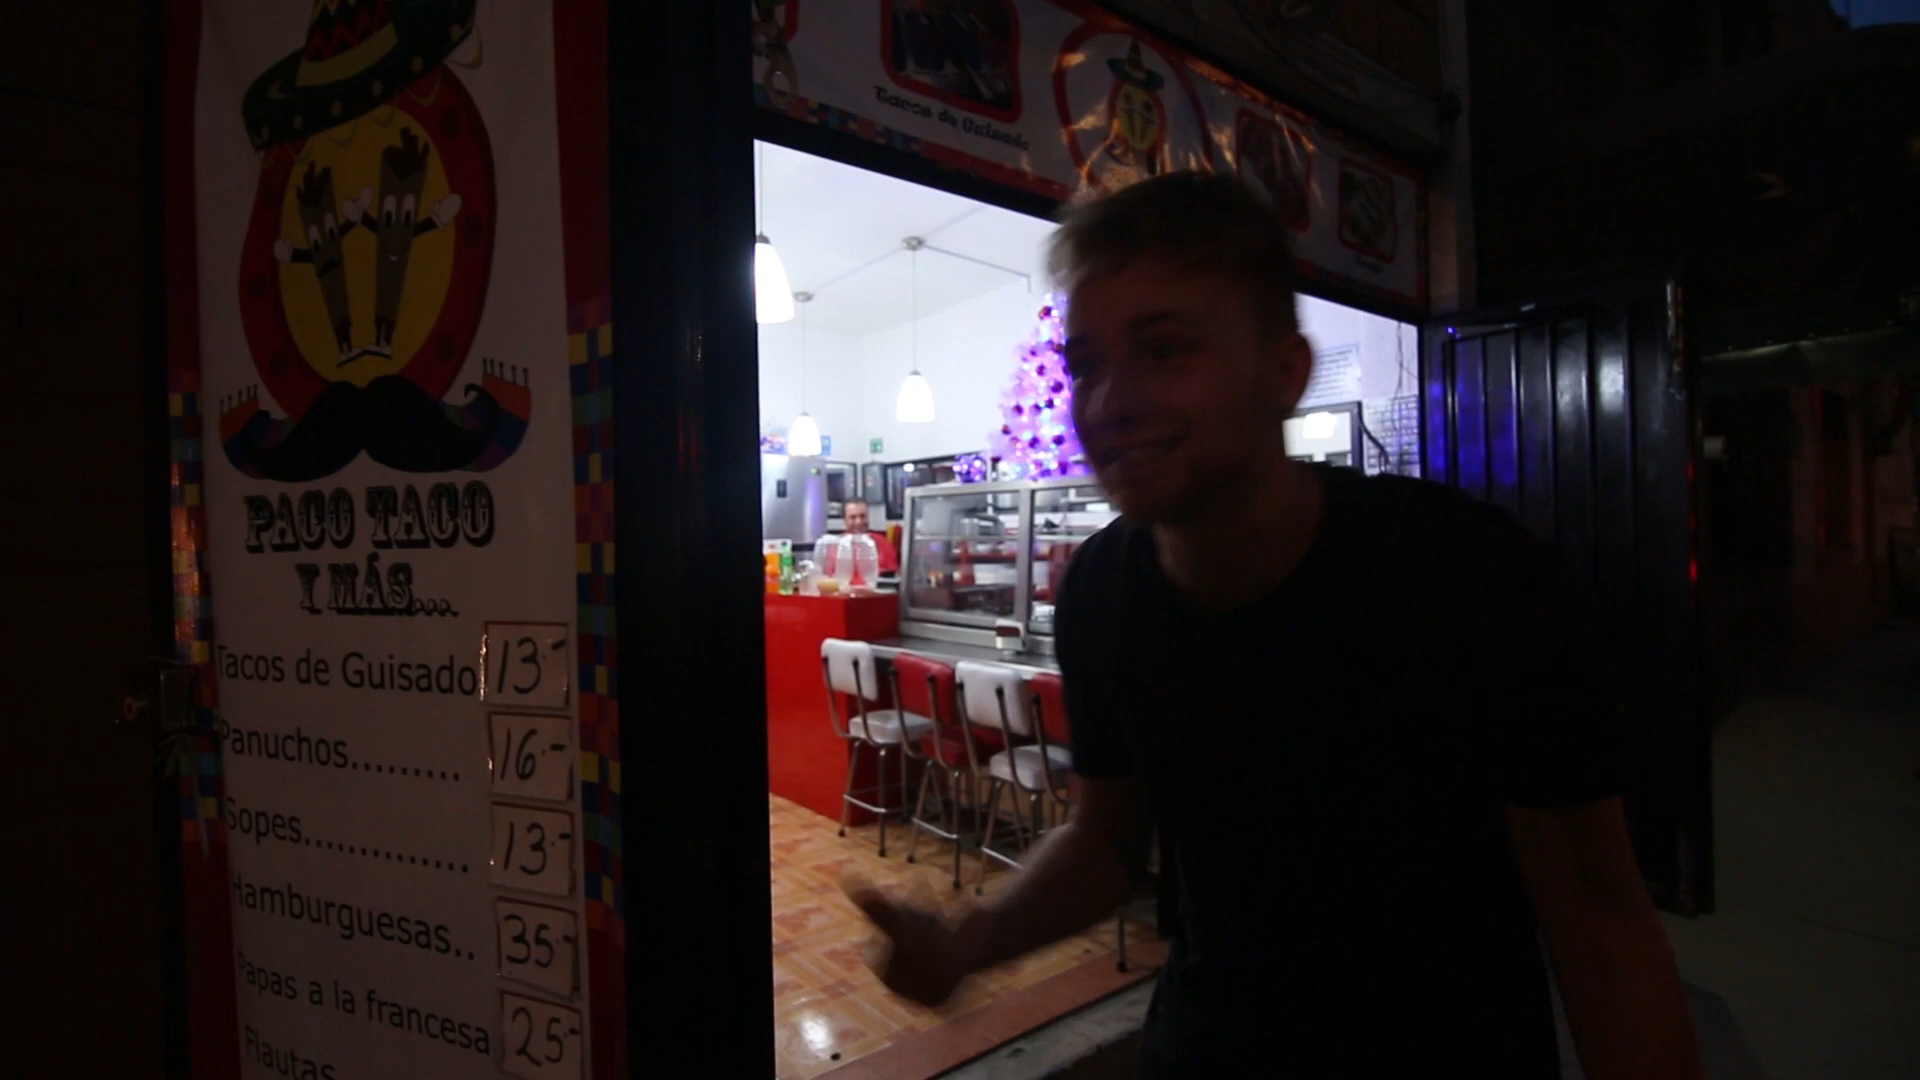 PACO TACO
Y MÁS...
Tacos de Guisado 13.-
Panuchos......... 16.-
Sopes.............. 13.-
Hamburguesas.. 35.-
Papas a la francesa 25.-
Flautas
Tacos de Guisado